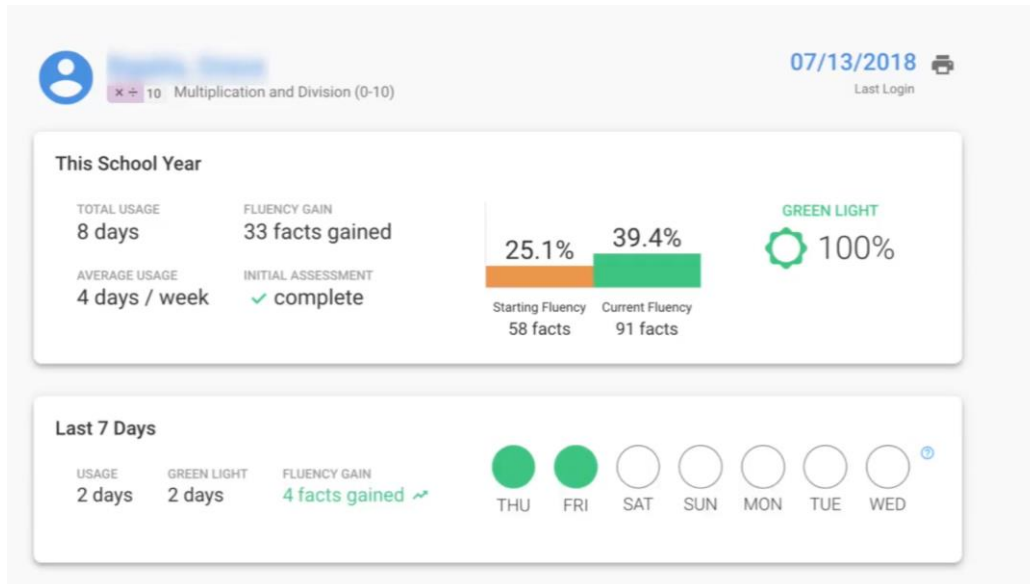 07/13/2018
Last Login
× ÷ 10 Multiplication and Division (0-10)
This School Year
TOTAL USAGE
8 days
FLUENCY GAIN
33 facts gained
AVERAGE USAGE
4 days / week
INITIAL ASSESSMENT
complete
25.1%
39.4%
Starting Fluency
58 facts
Current Fluency
91 facts
GREEN LIGHT
100%
Last 7 Days
USAGE
2 days
GREEN LIGHT
2 days
FLUENCY GAIN
4 facts gained
THU FRI SAT SUN MON TUE WED
?